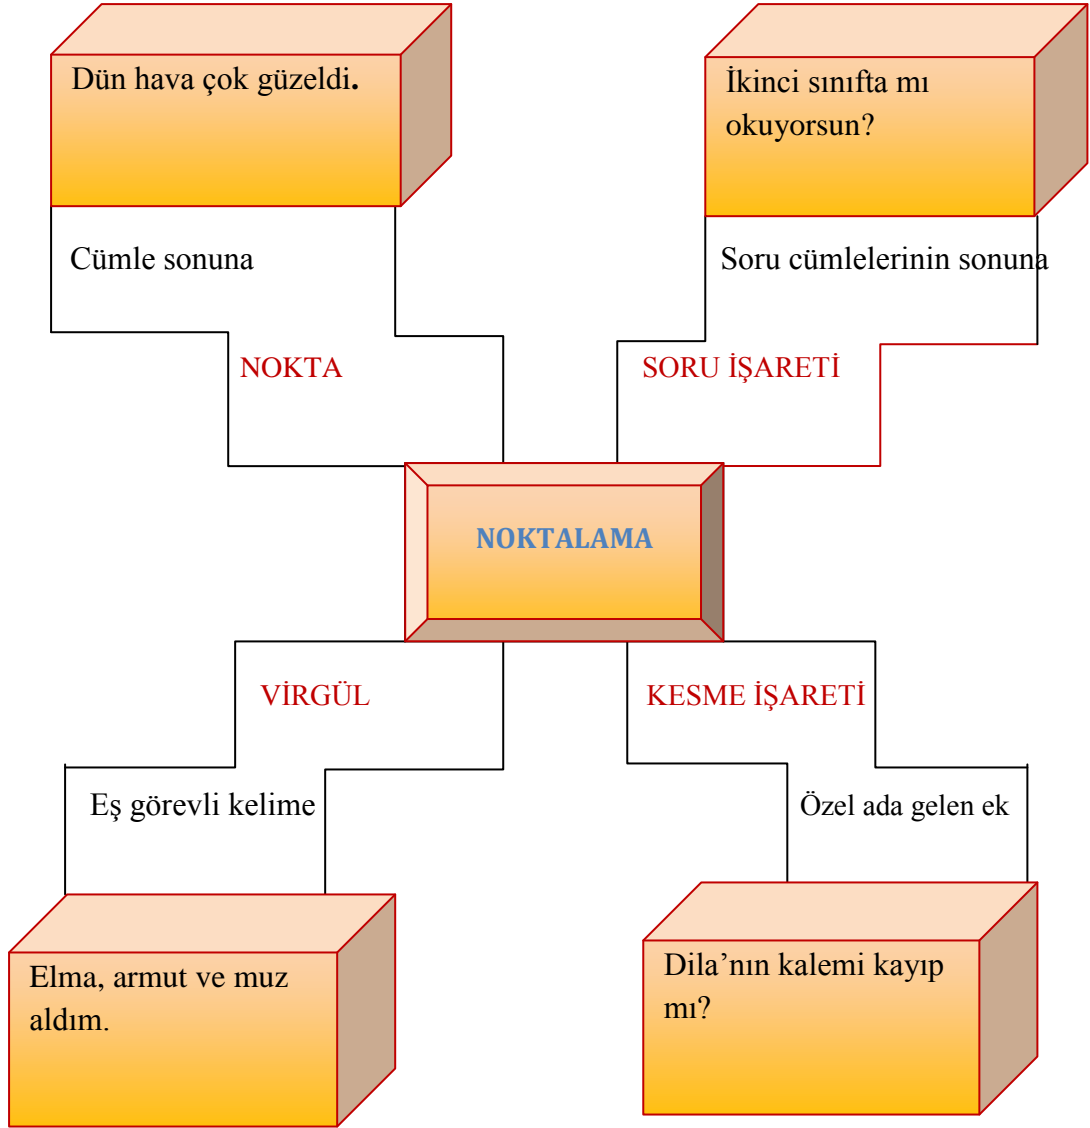 Dün hava çok güzeldi.
İkinci sınıfta mı
okuyorsun?
Cümle sonuna
Soru cümlelerinin sonuna
NOKTA
SORU İŞARETİ
NOKTALAMA
VİRGÜL
KESME İŞARETİ
Eş görevli kelime
Özel ada gelen ek
Elma, armut ve muz
aldım.
Dila’nın kalemi kayıp
mı?